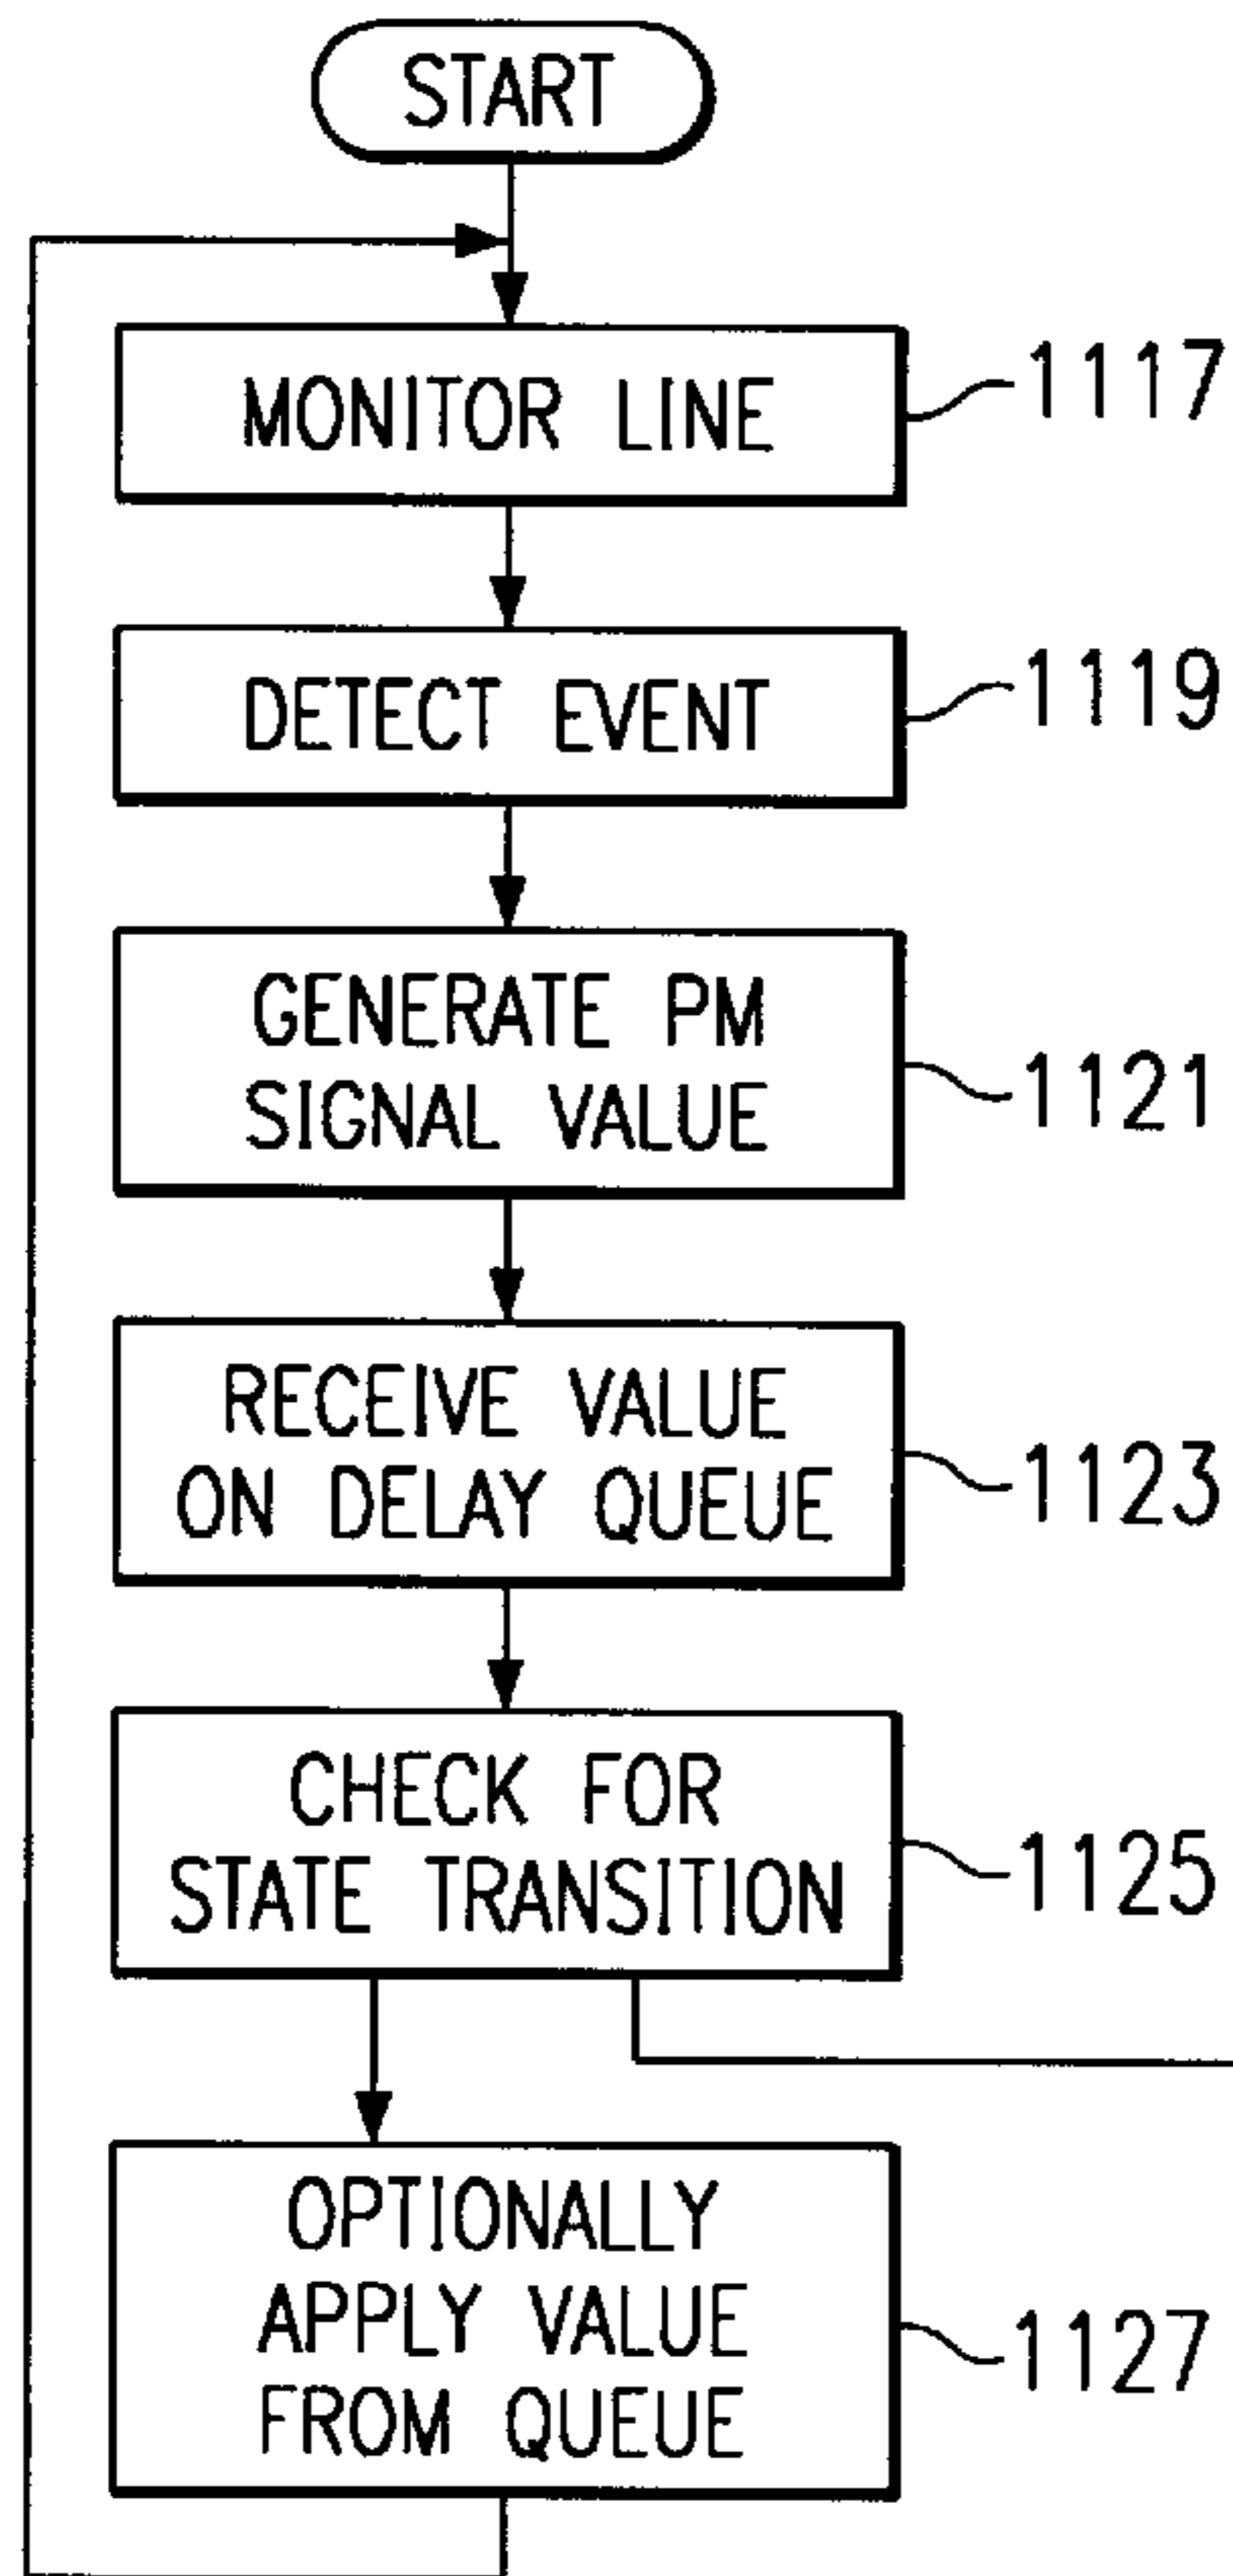 START
MONITOR LINE
1117
DETECT EVENT
1119
GENERATE PM
SIGNAL VALUE
1121
RECEIVE VALUE
ON DELAY QUEUE
1123
CHECK FOR
STATE TRANSITION
1125
OPTIONALLY
APPLY VALUE
FROM QUEUE
1127